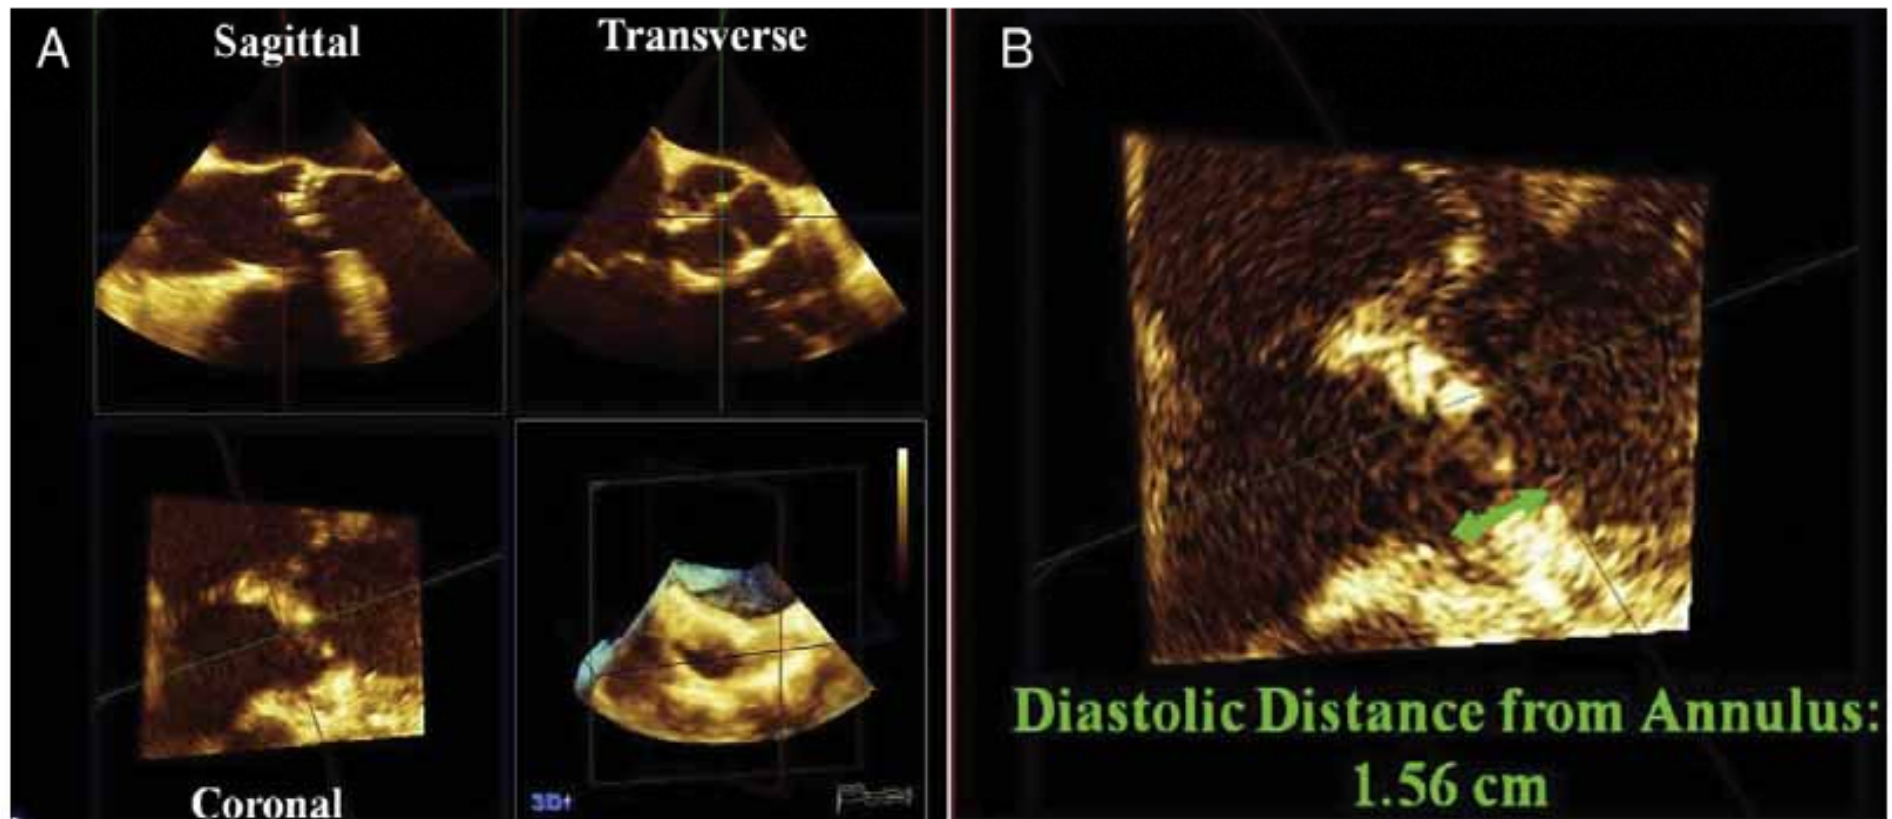 A
Sagittal
Transverse
Coronal
3D
B
Diastolic Distance from Annulus:
1.56 cm